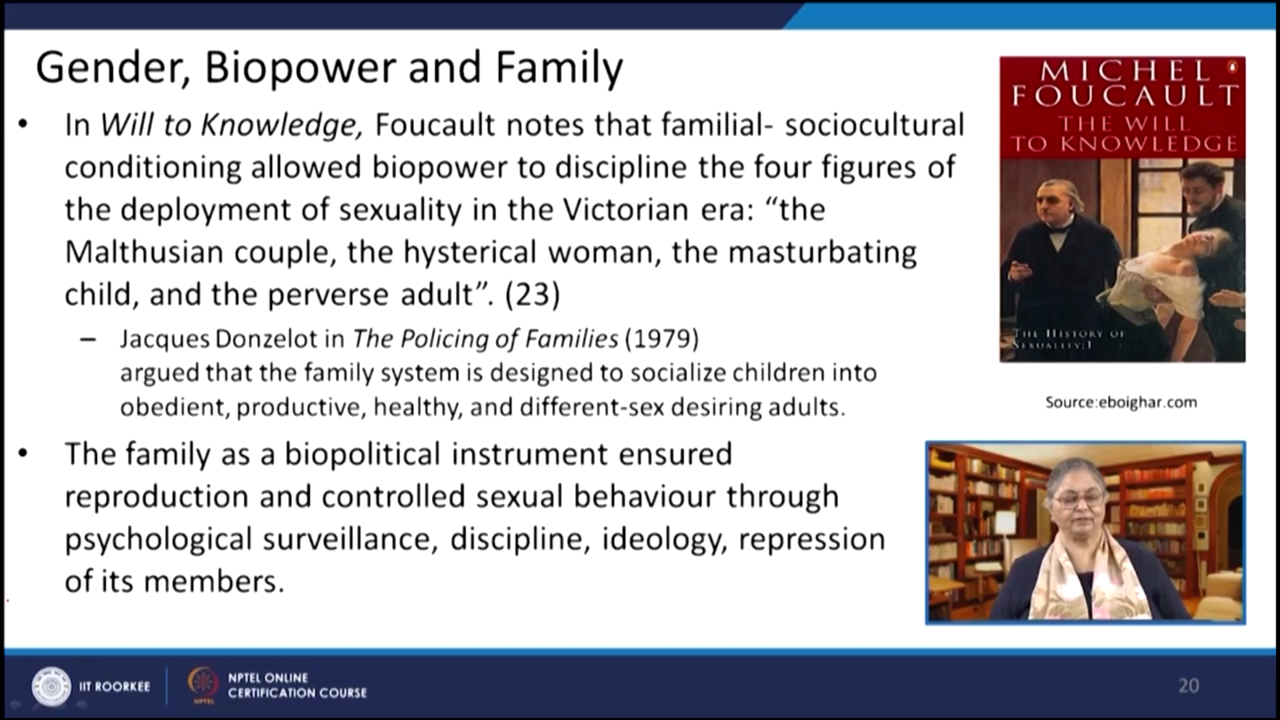 Gender, Biopower and Family
• In Will to Knowledge, Foucault notes that familial- sociocultural
conditioning allowed biopower to discipline the four figures of
the deployment of sexuality in the Victorian era: “the
Malthusian couple, the hysterical woman, the masturbating
child, and the perverse adult”. (23)
– Jacques Donzelot in The Policing of Families (1979)
argued that the family system is designed to socialize children into
obedient, productive, healthy, and different-sex desiring adults.
• The family as a biopolitical instrument ensured
reproduction and controlled sexual behaviour through
psychological surveillance, discipline, ideology, repression
of its members.
MICHEL
FOUCAULT
THE WILL
TO KNOWLEDGE
THE HISTORY OF
SEXUALITY:1
Source:eboighar.com
IIT ROORKEE
NPTEL
NPTEL ONLINE
CERTIFICATION COURSE
20